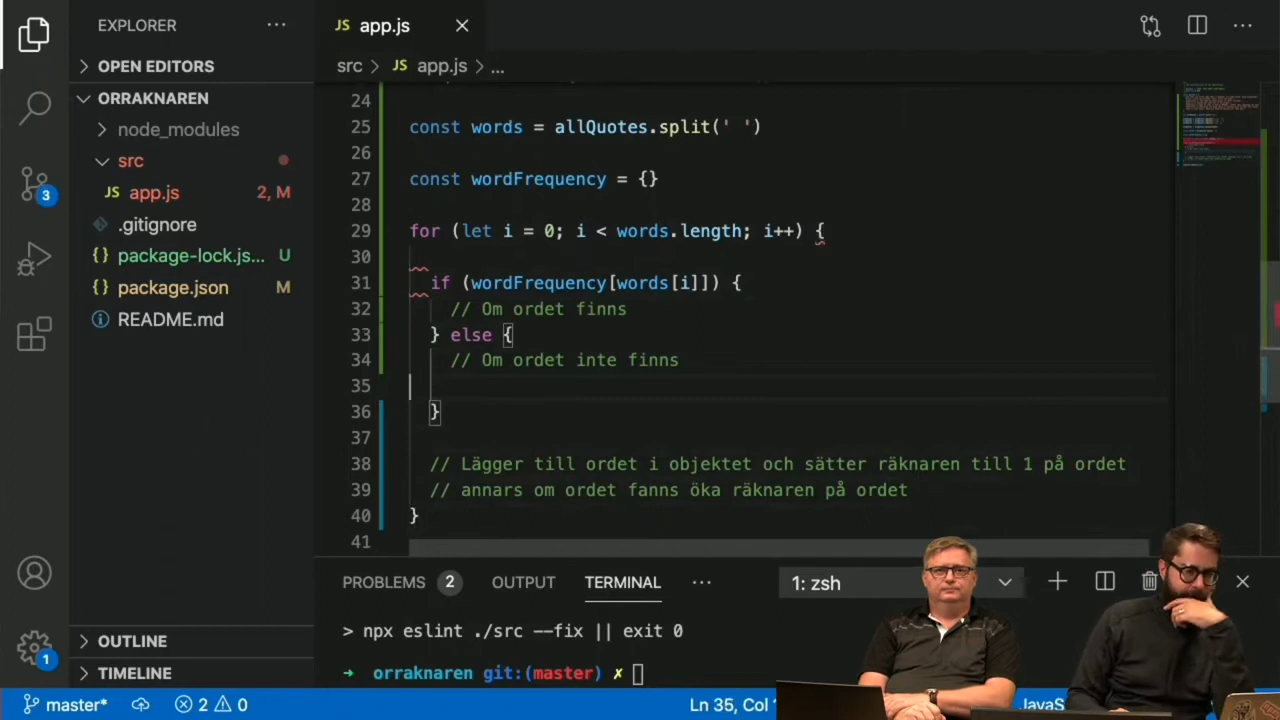 EXPLORER
···
JS app.js
···
OPEN EDITORS
ORRAKNAREN
node_modules
src
JS app.js 2, M
.gitignore
{} package-lock.js... U
{} package.json M
README.md
OUTLINE
TIMELINE
src > JS app.js > ...
24
25 const words = allQuotes.split(' ')
26
27 const wordFrequency = {}
28
29 for (let i = 0; i < words.length; i++) {
30
31 if (wordFrequency[words[i]]) {
32 // Om ordet finns
33 } else {
34 // Om ordet inte finns
35
36 }
37
38 // Lägger till ordet i objektet och sätter räknaren till 1 på ordet
39 // annars om ordet fanns öka räknaren på ordet
40 }
41
PROBLEMS 2 OUTPUT TERMINAL ··· 1: zsh
> npx eslint ./src --fix || exit 0
➜ orraknaren git:(master) ✗
3
1
master* 2 0 Ln 35, Col JavaS